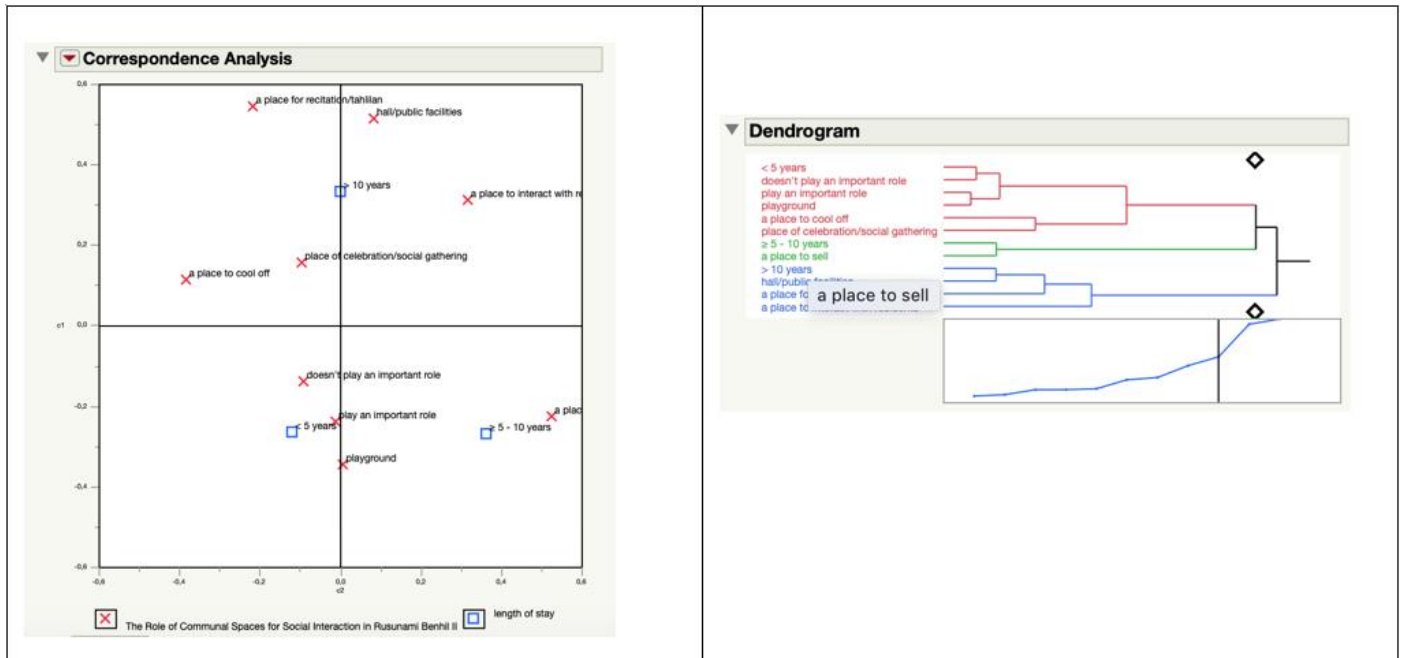 Correspondence Analysis
0,6
a place for recitation/tahlilan
hall/public facilities
0,4
> 10 years
a place to interact with re
0,2
place of celebration/social gathering
a place to cool off
c1 0,0
doesn't play an important role
-0,2
a plac
play an important role
< 5 years
≥ 5 - 10 years
playground
-0,4
-0,6
-0,6 -0,4 -0,2 0,0 0,2 0,4 0,6
c2
The Role of Communal Spaces for Social Interaction in Rusunami Benhil II
length of stay
Dendrogram
< 5 years
doesn't play an important role
play an important role
playground
a place to cool off
place of celebration/social gathering
≥ 5 - 10 years
a place to sell
> 10 years
hall/public
a place fo
a place to
a place to sell